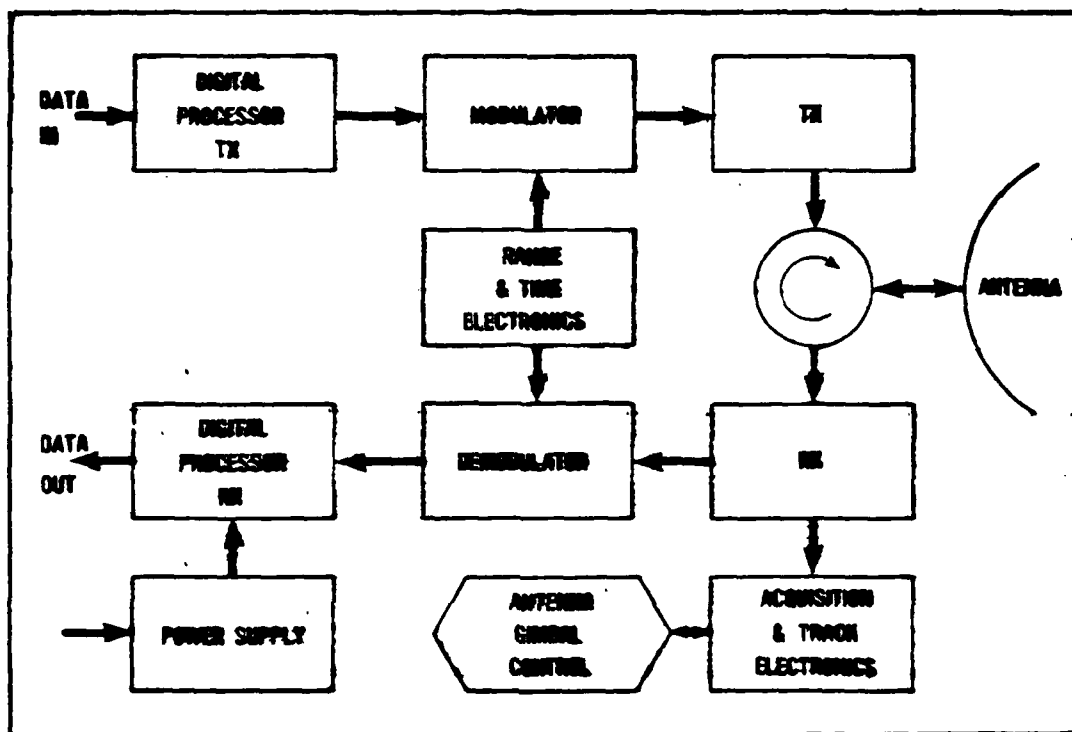 DATA
IN
DIGITAL
PROCESSOR
TX
MODULATOR
TX
RANGE
& TIME
ELECTRONICS
ANTENNA
DATA
OUT
DIGITAL
PROCESSOR
RX
DEMODULATOR
RX
POWER SUPPLY
ANTENNA
GIMBAL
CONTROL
ACQUISITION
& TRACK
ELECTRONICS